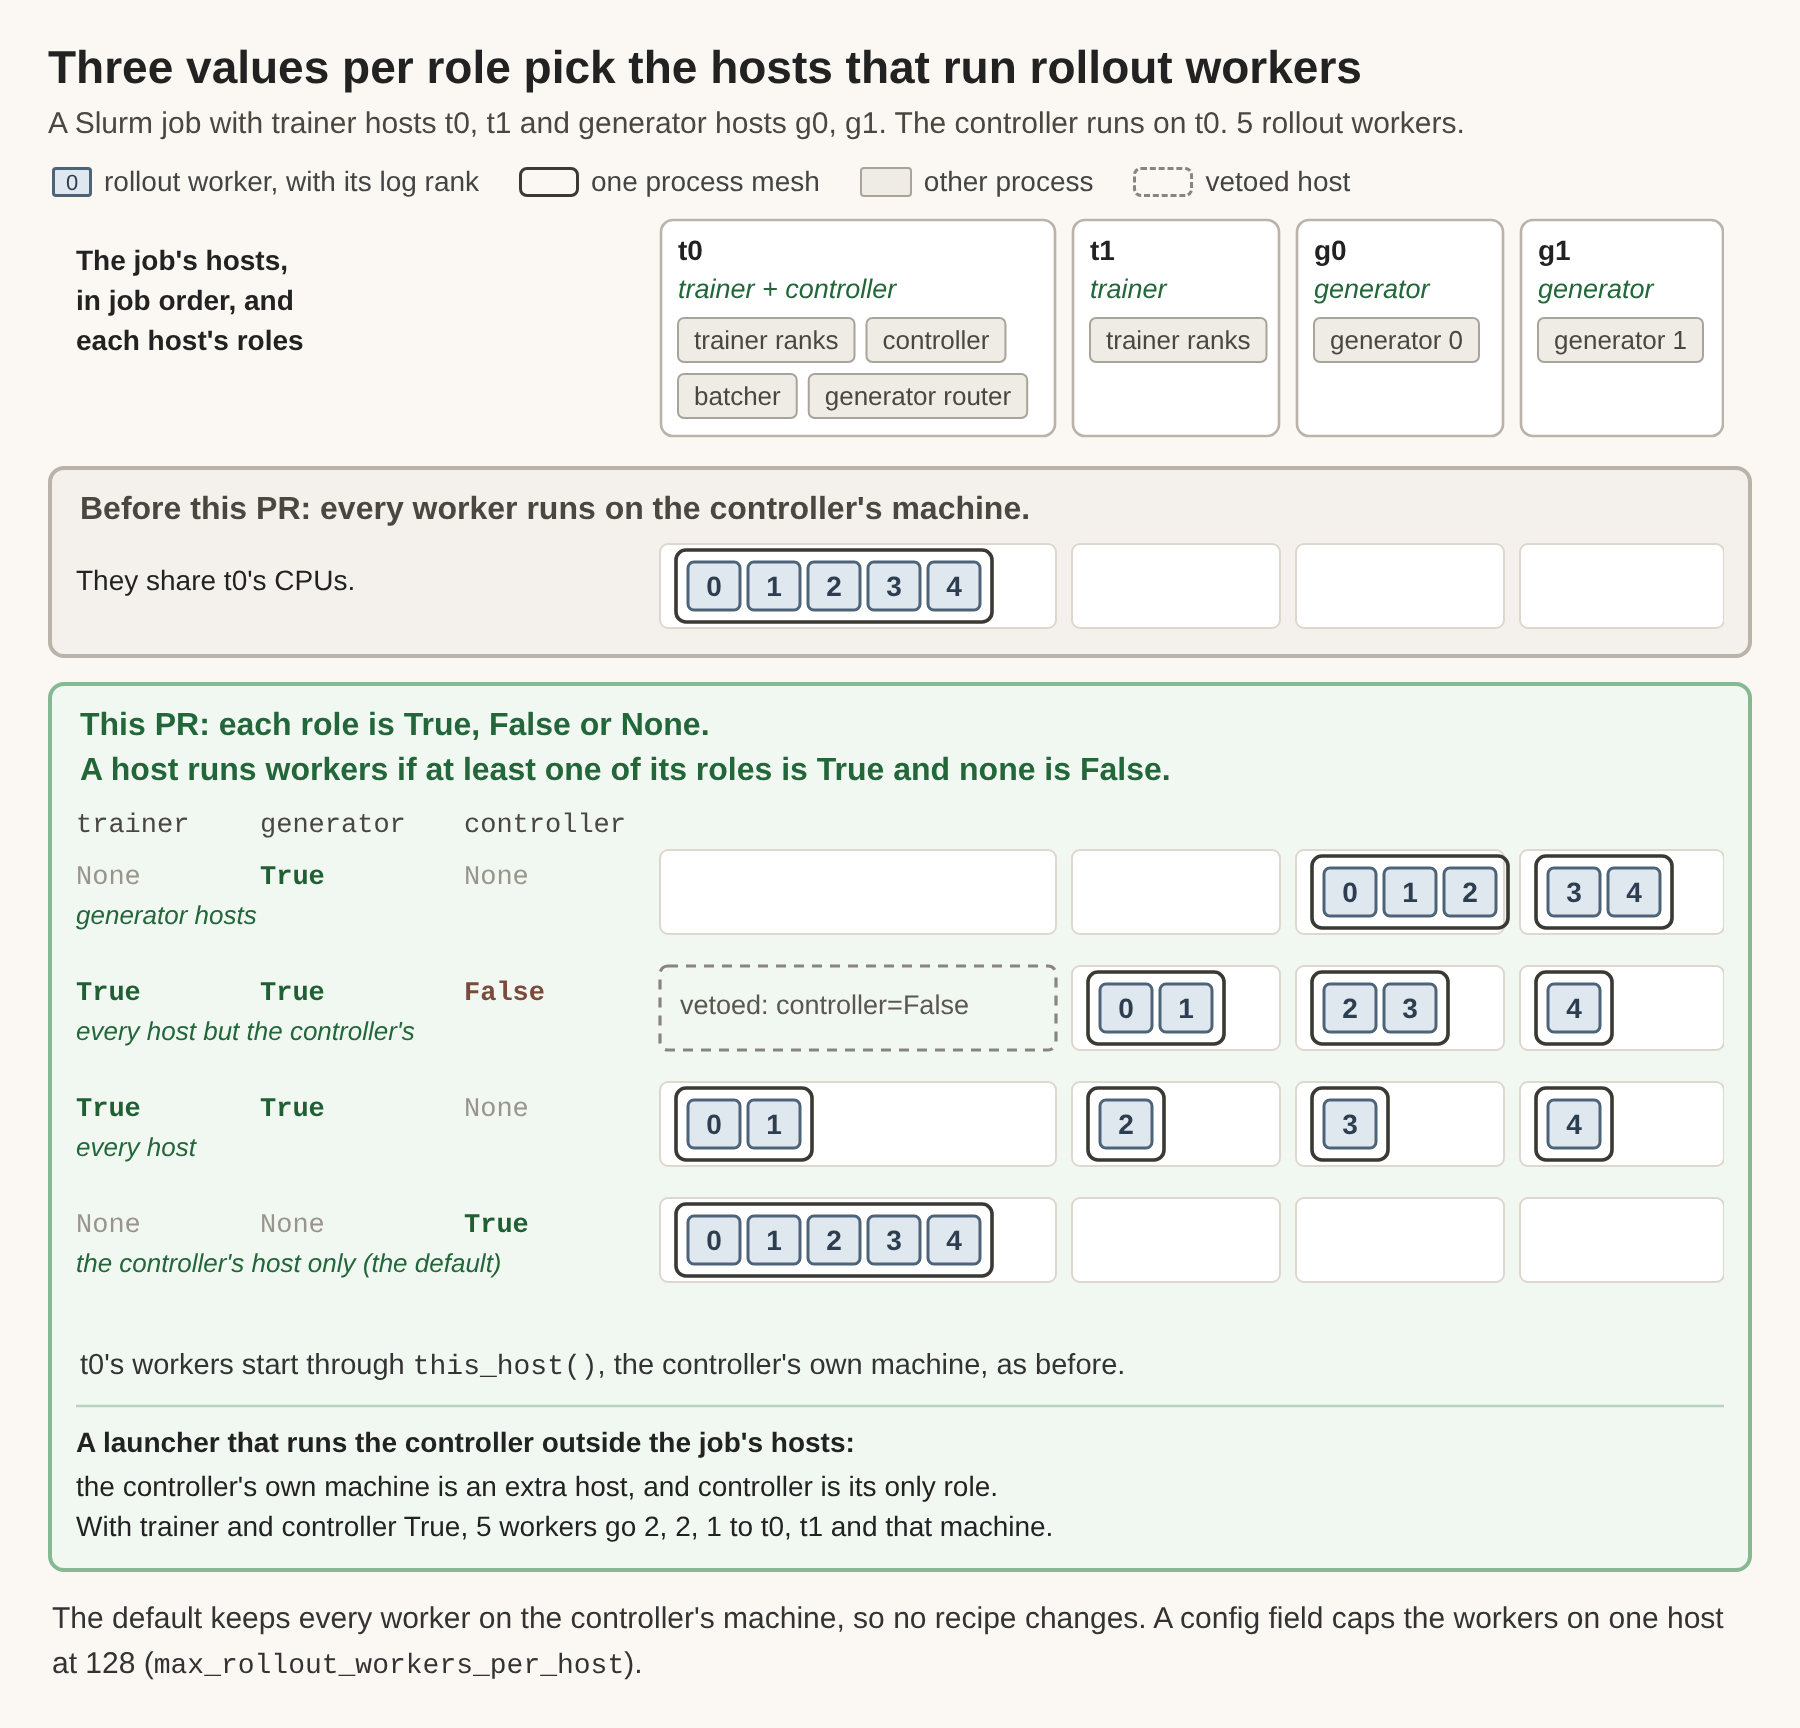 Three values per role pick the hosts that run rollout workers
A Slurm job with trainer hosts t0, t1 and generator hosts g0, g1. The controller runs on t0. 5 rollout workers.
0 rollout worker, with its log rank one process mesh other process vetoed host
The job's hosts,
in job order, and
each host's roles
t0
trainer + controller
trainer ranks controller
batcher generator router
t1
trainer
trainer ranks
g0
generator
generator 0
g1
generator
generator 1
Before this PR: every worker runs on the controller's machine.
They share t0's CPUs.
0 1 2 3 4
This PR: each role is True, False or None.
A host runs workers if at least one of its roles is True and none is False.
trainer generator controller
None True None
generator hosts
0 1 2 3 4
True True False
every host but the controller's
vetoed: controller=False
0 1 2 3 4
True True None
every host
0 1 2 3 4
None None True
the controller's host only (the default)
0 1 2 3 4
t0's workers start through this_host(), the controller's own machine, as before.
A launcher that runs the controller outside the job's hosts:
the controller's own machine is an extra host, and controller is its only role.
With trainer and controller True, 5 workers go 2, 2, 1 to t0, t1 and that machine.
The default keeps every worker on the controller's machine, so no recipe changes. A config field caps the workers on one host
at 128 (max_rollout_workers_per_host).